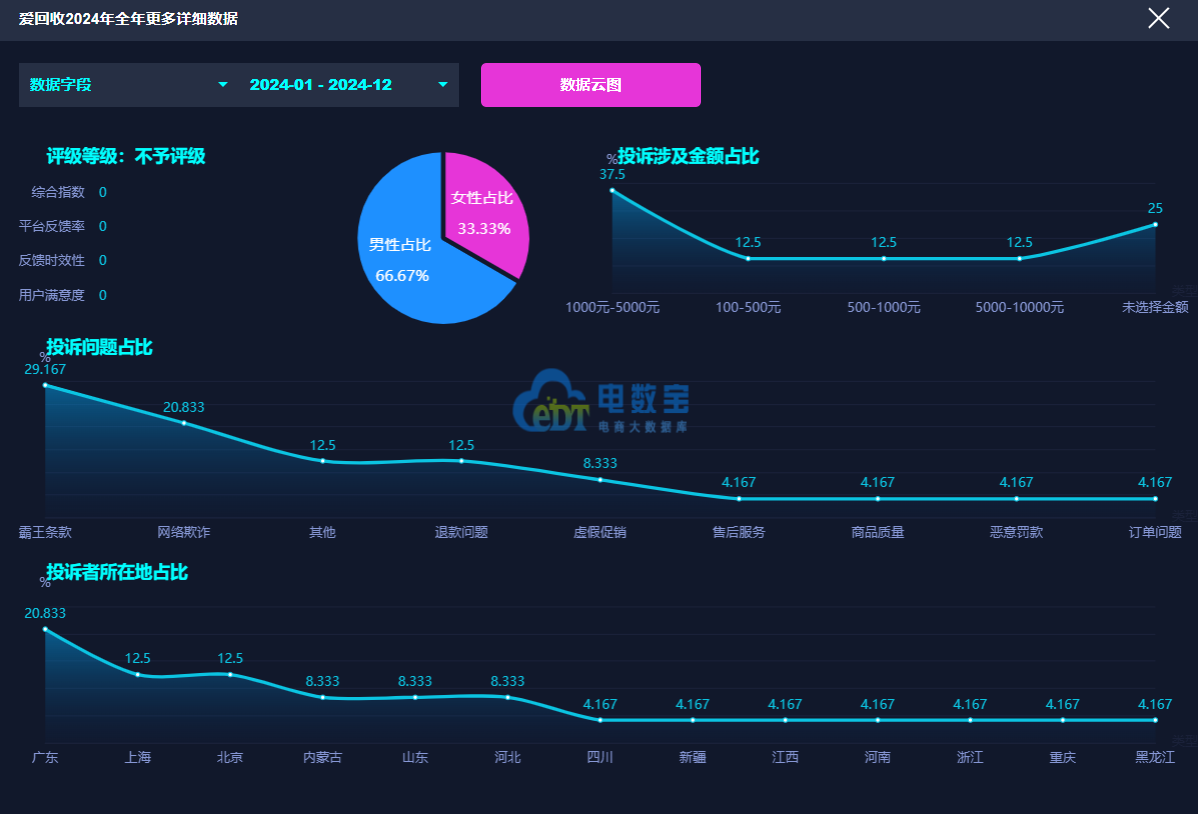 爱回收2024年全年更多详细数据
数据字段 2024-01 - 2024-12 数据云图
评级等级：不予评级
综合指数 0
平台反馈率 0
反馈时效性 0
用户满意度 0
女性占比
33.33%
男性占比
66.67%
% 投诉涉及金额占比
37.5 12.5 12.5 12.5 25
1000元-5000元 100-500元 500-1000元 5000-10000元 未选择金额
投诉问题占比
%
29.167 20.833 12.5 12.5 8.333 4.167 4.167 4.167 4.167
霸王条款 网络欺诈 其他 退款问题 虚假促销 售后服务 商品质量 恶意罚款 订单问题
eDT 电数宝
电商大数据库
投诉者所在地占比
%
20.833 12.5 12.5 8.333 8.333 8.333 4.167 4.167 4.167 4.167 4.167 4.167 4.167
广东 上海 北京 内蒙古 山东 河北 四川 新疆 江西 河南 浙江 重庆 黑龙江